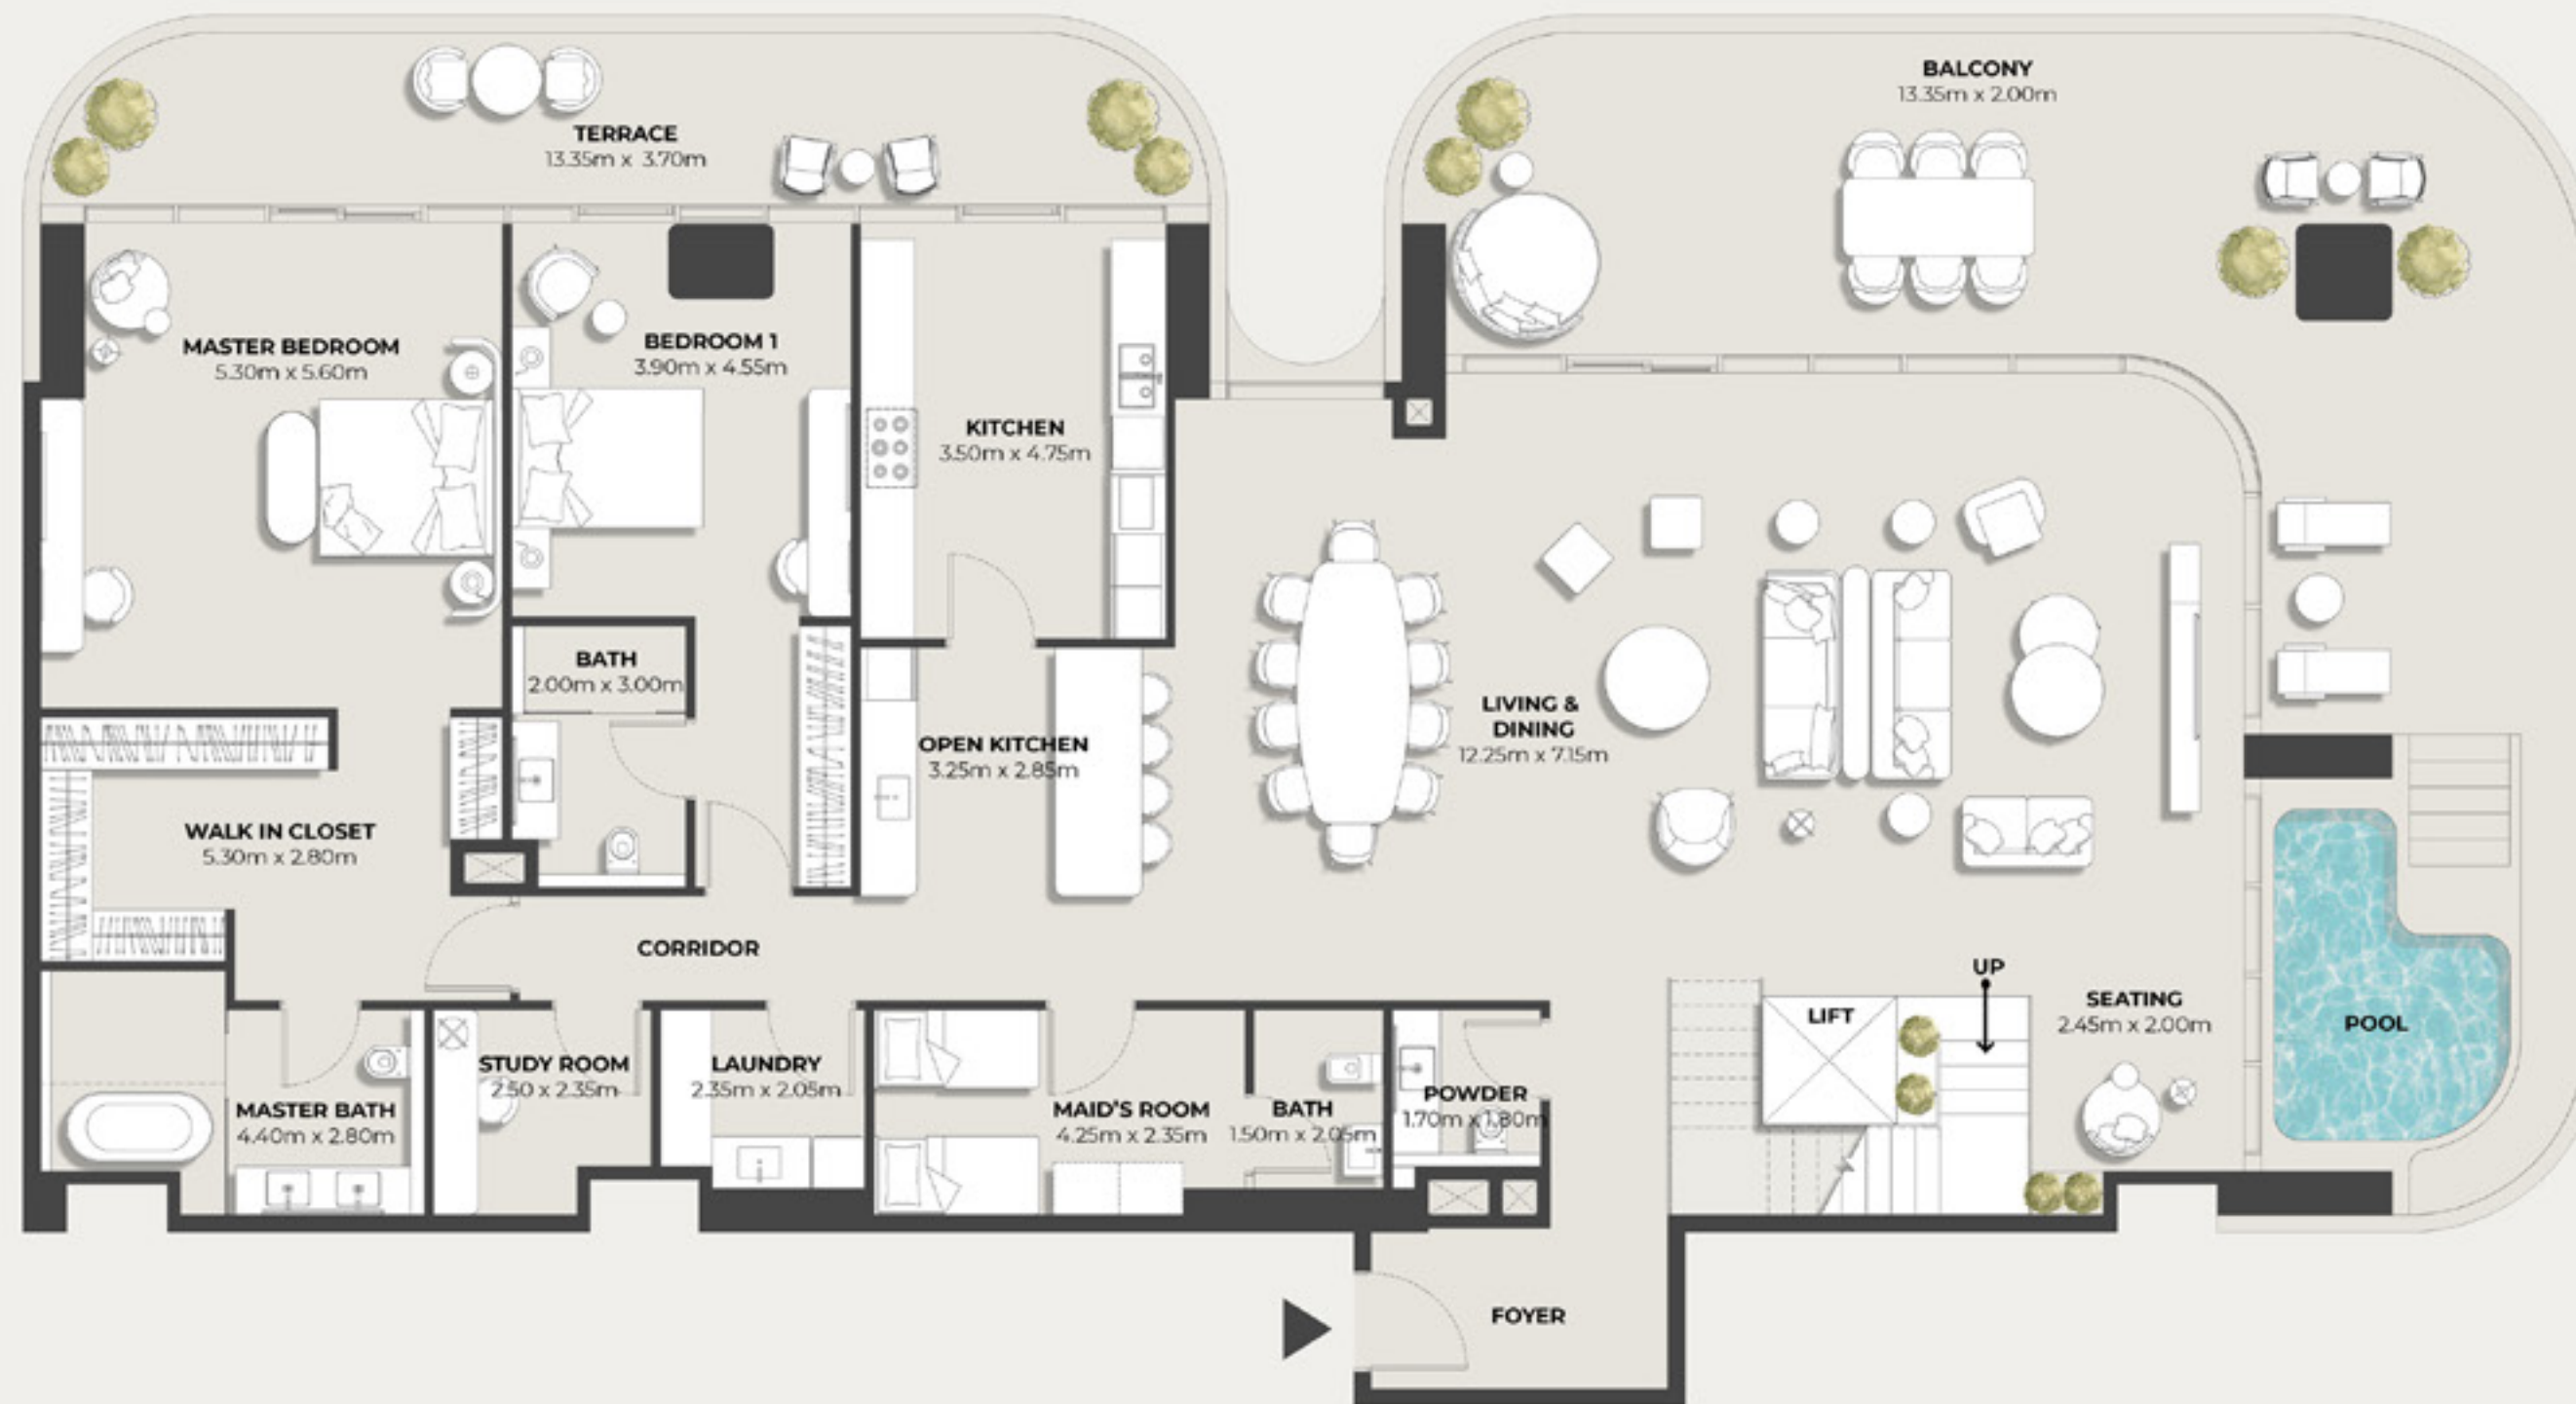 BALCONY
13.35m x 2.00m
TERRACE
13.35m x 3.70m
MASTER BEDROOM
5.30m x 5.60m
BEDROOM 1
3.90m x 4.55m
KITCHEN
3.50m x 4.75m
BATH
2.00m x 3.00m
LIVING &
DINING
12.25m x 7.15m
OPEN KITCHEN
3.25m x 2.85m
WALK IN CLOSET
5.30m x 2.80m
CORRIDOR
UP
LIFT
SEATING
2.45m x 2.00m
POOL
STUDY ROOM
2.50 x 2.35m
LAUNDRY
2.35m x 2.05m
MASTER BATH
4.40m x 2.80m
MAID'S ROOM
4.25m x 2.35m
BATH
1.50m x 2.05m
POWDER
1.70m x 1.80m
FOYER